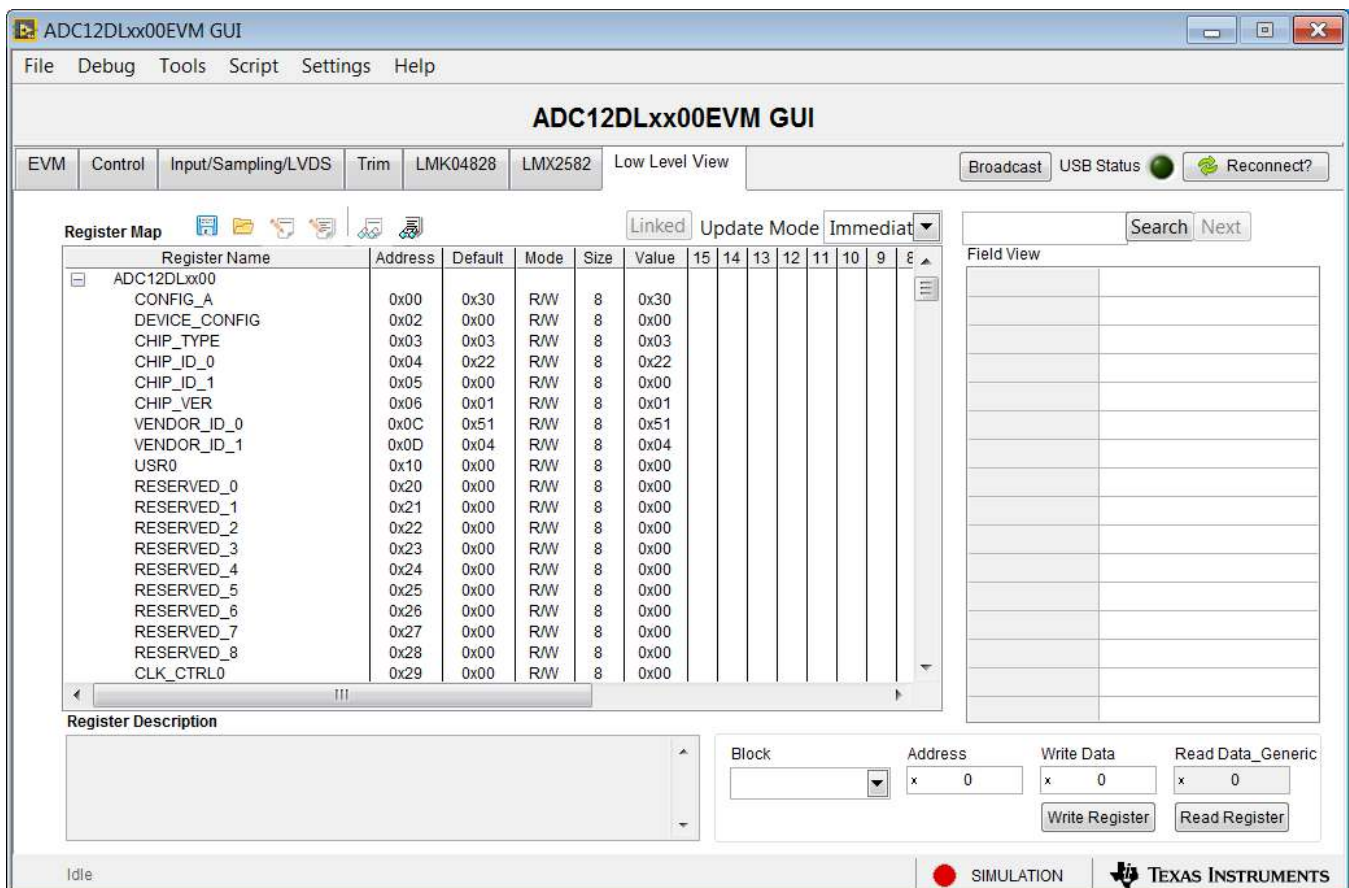 ADC12DLxx00EVM GUI
File Debug Tools Script Settings Help
ADC12DLxx00EVM GUI
EVM Control Input/Sampling/LVDS Trim LMK04828 LMX2582 Low Level View Broadcast USB Status Reconnect?
Register Map Linked Update Mode Immediat Search Next
Field View
Register Name Address Default Mode Size Value 15 14 13 12 11 10 9 8
ADC12DLxx00
CONFIG_A 0x00 0x30 R/W 8 0x30
DEVICE_CONFIG 0x02 0x00 R/W 8 0x00
CHIP_TYPE 0x03 0x03 R/W 8 0x03
CHIP_ID_0 0x04 0x22 R/W 8 0x22
CHIP_ID_1 0x05 0x00 R/W 8 0x00
CHIP_VER 0x06 0x01 R/W 8 0x01
VENDOR_ID_0 0x0C 0x51 R/W 8 0x51
VENDOR_ID_1 0x0D 0x04 R/W 8 0x04
USR0 0x10 0x00 R/W 8 0x00
RESERVED_0 0x20 0x00 R/W 8 0x00
RESERVED_1 0x21 0x00 R/W 8 0x00
RESERVED_2 0x22 0x00 R/W 8 0x00
RESERVED_3 0x23 0x00 R/W 8 0x00
RESERVED_4 0x24 0x00 R/W 8 0x00
RESERVED_5 0x25 0x00 R/W 8 0x00
RESERVED_6 0x26 0x00 R/W 8 0x00
RESERVED_7 0x27 0x00 R/W 8 0x00
RESERVED_8 0x28 0x00 R/W 8 0x00
CLK_CTRL0 0x29 0x00 R/W 8 0x00
Register Description
Block Address Write Data Read Data_Generic
x 0 x 0 x 0
Write Register Read Register
Idle SIMULATION TEXAS INSTRUMENTS